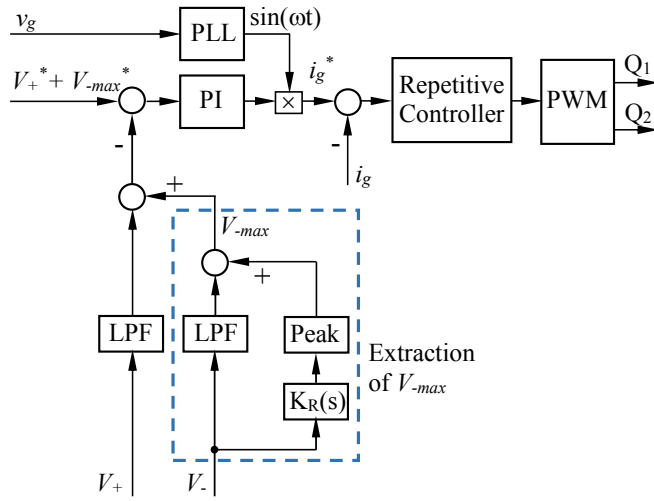 v_g
PLL
sin(ωt)
V_+^* + V_{-max}^*
PI
×
i_g^*
Repetitive
Controller
PWM
Q_1
Q_2
-
-
i_g
+
V_{-max}
+
LPF
LPF
Peak
Extraction
of V_{-max}
K_R(s)
V_+
V_-